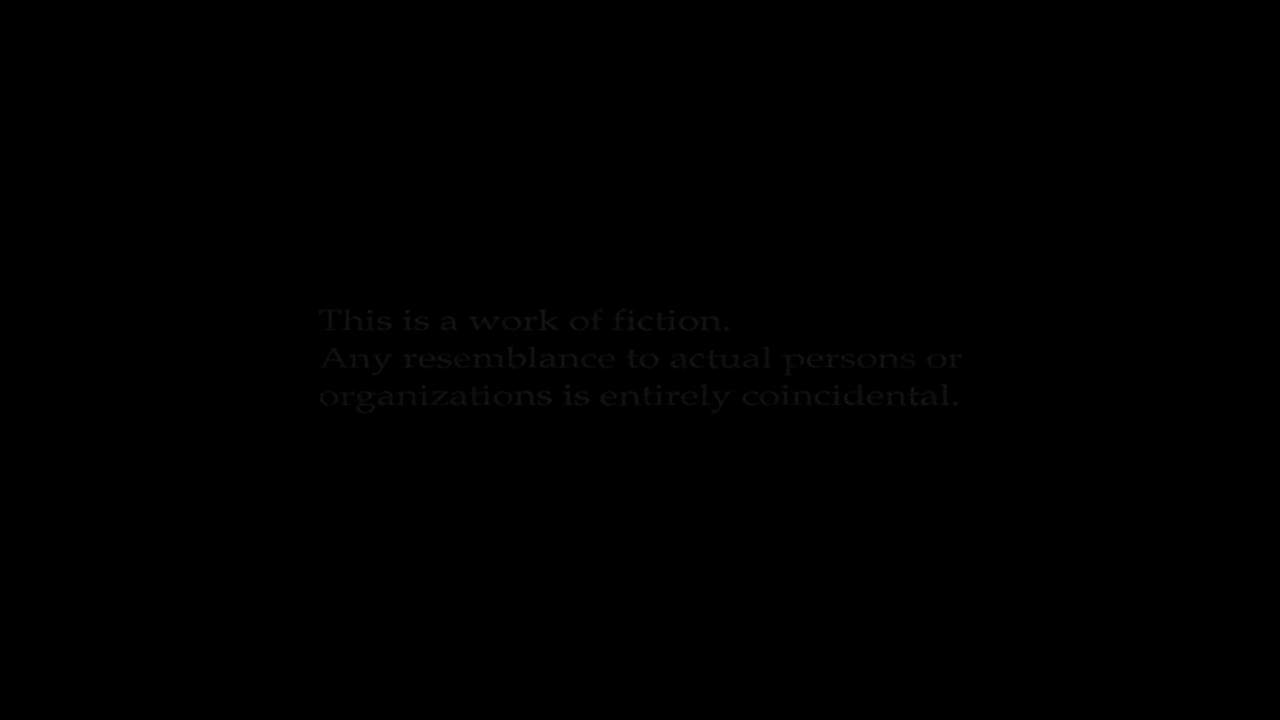 This is a work of fiction.
Any resemblance to actual persons or
organizations is entirely coincidental.